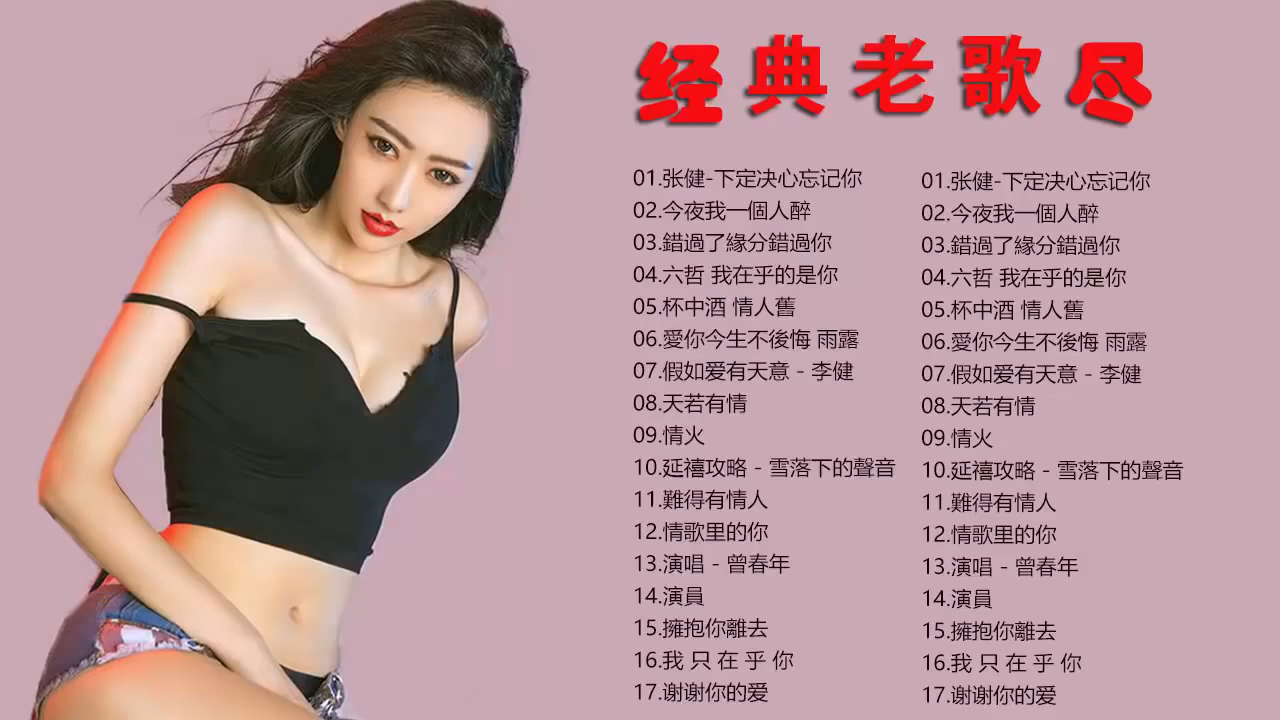 经典老歌尽
01.张健-下定决心忘记你
02.今夜我一個人醉
03.錯過了緣分錯過你
04.六哲 我在乎的是你
05.杯中酒 情人舊
06.愛你今生不後悔 雨露
07.假如爱有天意 - 李健
08.天若有情
09.情火
10.延禧攻略 - 雪落下的聲音
11.難得有情人
12.情歌里的你
13.演唱 - 曾春年
14.演員
15.擁抱你離去
16.我 只 在 乎 你
17.谢谢你的爱
01.张健-下定决心忘记你
02.今夜我一個人醉
03.錯過了緣分錯過你
04.六哲 我在乎的是你
05.杯中酒 情人舊
06.愛你今生不後悔 雨露
07.假如爱有天意 - 李健
08.天若有情
09.情火
10.延禧攻略 - 雪落下的聲音
11.難得有情人
12.情歌里的你
13.演唱 - 曾春年
14.演員
15.擁抱你離去
16.我 只 在 乎 你
17.谢谢你的爱